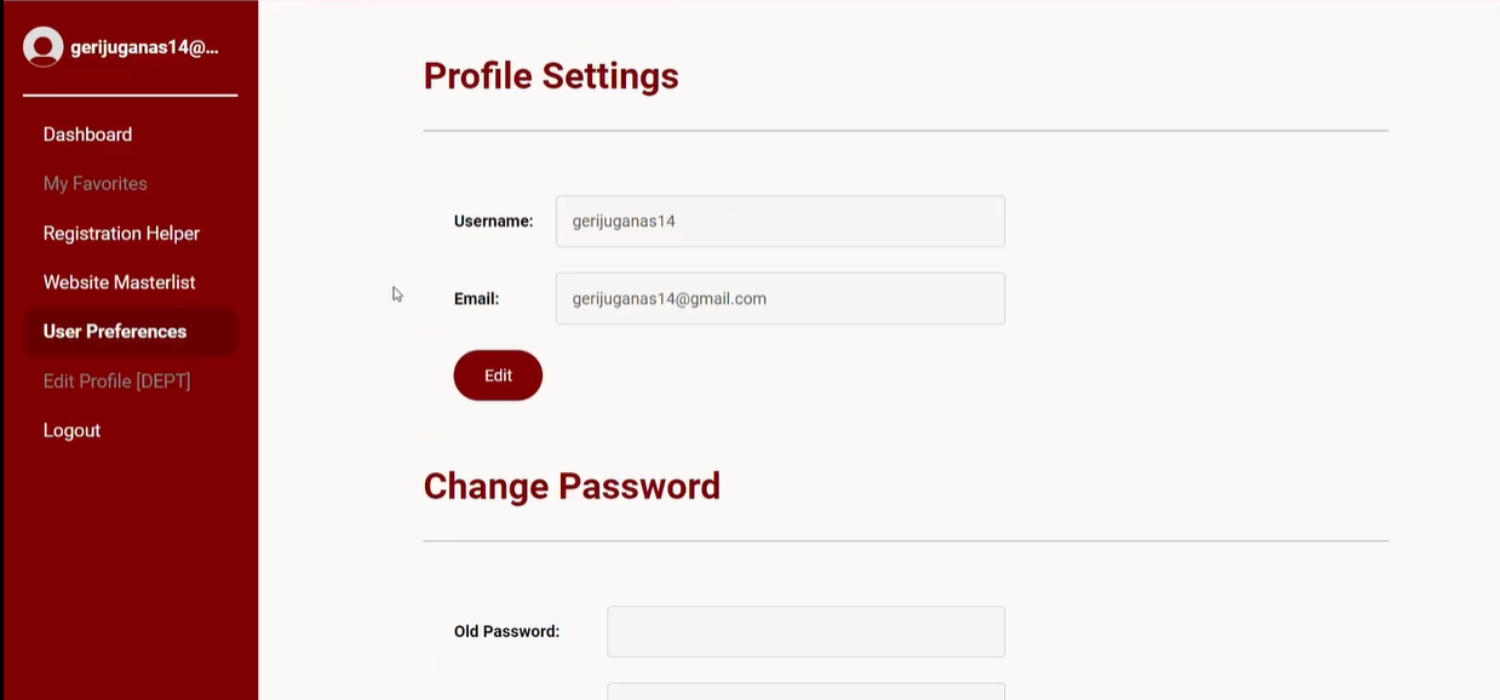 gerijuganas14@...
Dashboard
My Favorites
Registration Helper
Website Masterlist
User Preferences
Edit Profile [DEPT]
Logout
Profile Settings
Username: gerijuganas14
Email: gerijuganas14@gmail.com
Edit
Change Password
Old Password: